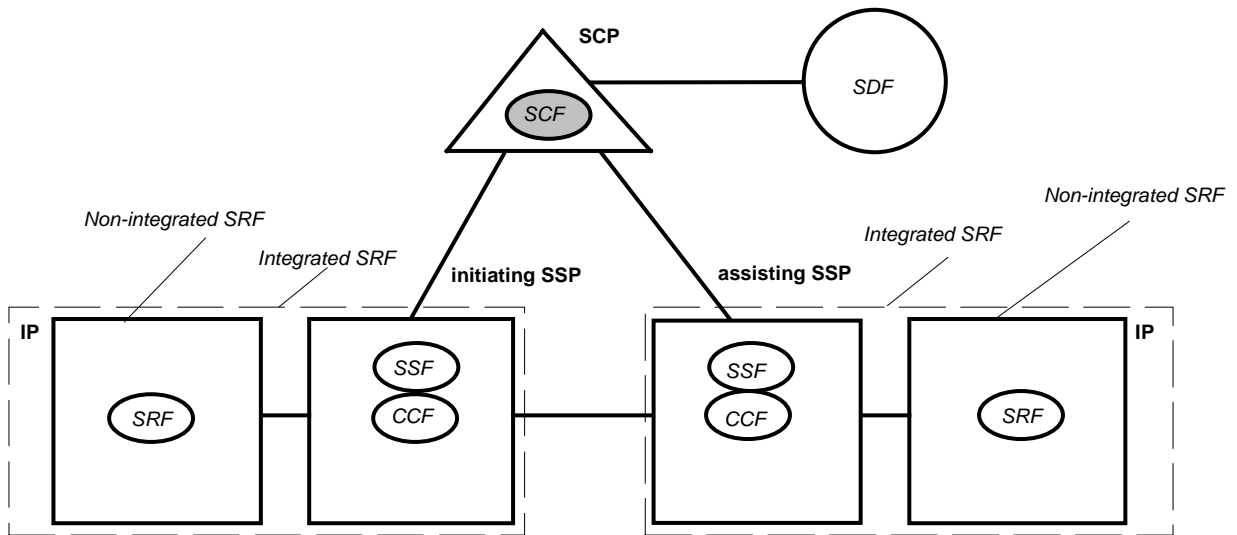 SCP
SDF
SCF
Non-integrated SRF
Non-integrated SRF
Integrated SRF
Integrated SRF
initiating SSP
assisting SSP
IP
IP
SSF
SSF
SRF
CCF
CCF
SRF